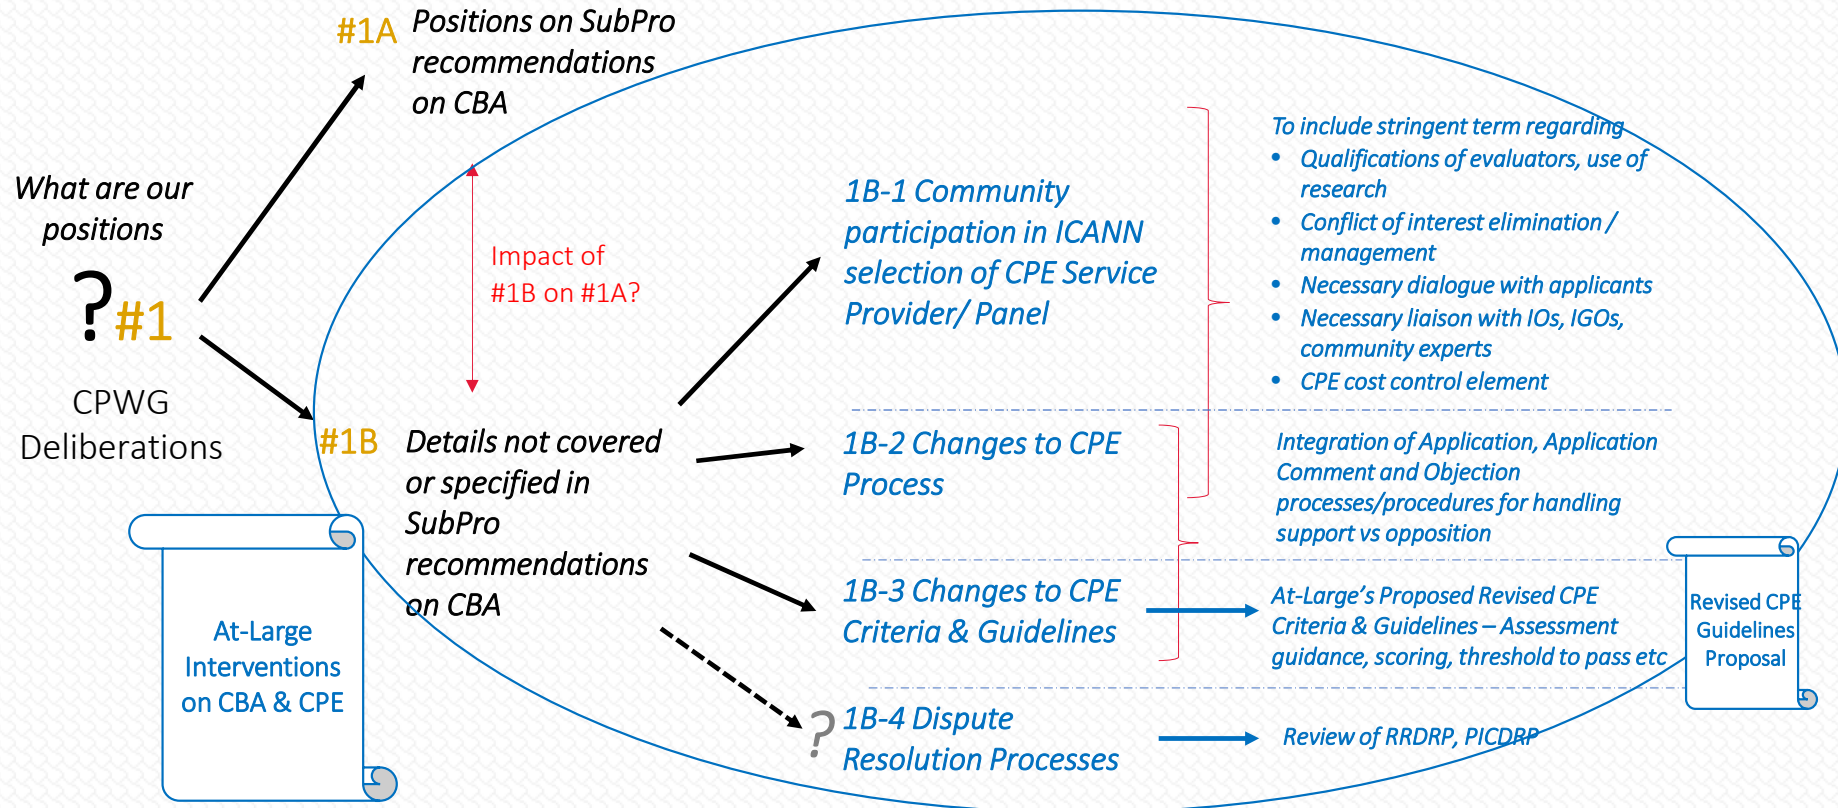 #1A
Positions on SubPro
recommendations
on CBA
What are our
positions
?#1
CPWG
Deliberations
Impact of
#1B on #1A?
#1B
Details not covered
or specified in
SubPro
recommendations
on CBA
At-Large
Interventions
on CBA & CPE
1B-1 Community
participation in ICANN
selection of CPE Service
Provider/ Panel
To include stringent term regarding
• Qualifications of evaluators, use of
research
• Conflict of interest elimination /
management
• Necessary dialogue with applicants
• Necessary liaison with IOs, IGOs,
community experts
• CPE cost control element
1B-2 Changes to CPE
Process
Integration of Application, Application
Comment and Objection
processes/procedures for handling
support vs opposition
1B-3 Changes to CPE
Criteria & Guidelines
At-Large's Proposed Revised CPE
Criteria & Guidelines – Assessment
guidance, scoring, threshold to pass etc
Revised CPE
Guidelines
Proposal
?
1B-4 Dispute
Resolution Processes
Review of RRDRP, PICDRP